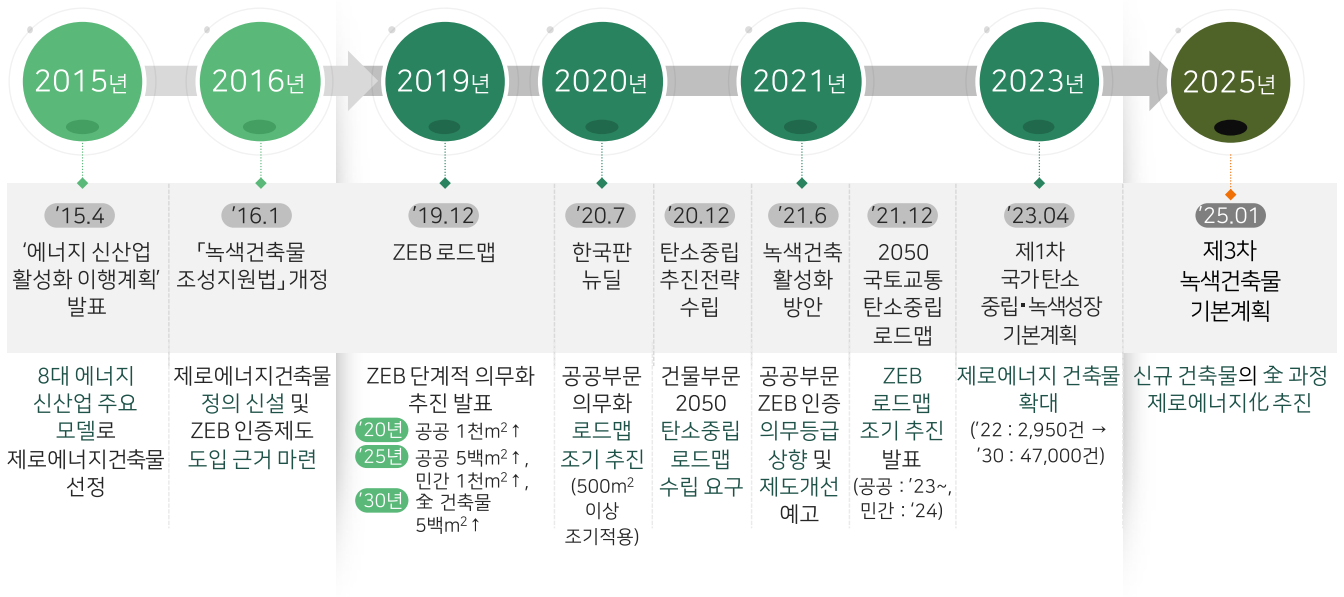 2015년
2016년
2019년
2020년
2021년
2023년
2025년
’15.4
‘에너지 신산업
활성화 이행계획’
발표
8대 에너지
신산업 주요
모델로
제로에너지건축물
선정
’16.1
「녹색건축물
조성지원법」개정
제로에너지건축물
정의 신설 및
ZEB 인증제도
도입 근거 마련
’19.12
ZEB 로드맵
ZEB 단계적 의무화
추진 발표
’20년 공공 1천m²↑
’25년 공공 5백m²↑,
민간 1천m²↑,
’30년 全 건축물
5백m²↑
’20.7
한국판
뉴딜
공공부문
의무화
로드맵
조기 추진
(500m²
이상
조기적용)
’20.12
탄소중립
추진전략
수립
건물부문
2050
탄소중립
로드맵
수립 요구
’21.6
녹색건축
활성화
방안
공공부문
ZEB 인증
의무등급
상향 및
제도개선
예고
’21.12
2050
국토교통
탄소중립
로드맵
ZEB
로드맵
조기 추진
발표
(공공 : ’23~,
민간 : ’24)
’23.04
제1차
국가 탄소
중립·녹색성장
기본계획
제로에너지 건축물
확대
(’22 : 2,950건 →
’30 : 47,000건)
’25.01
제3차
녹색건축물
기본계획
신규 건축물의 全 과정
제로에너지化 추진